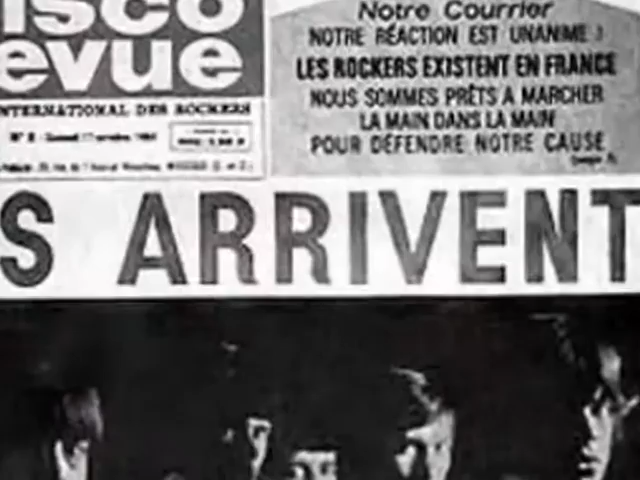 isco
evue
INTERNATIONAL DES ROCKERS
Notre Courrier
NOTRE RÉACTION EST UNANIME !
LES ROCKERS EXISTENT EN FRANCE
NOUS SOMMES PRÊTS A MARCHER
LA MAIN DANS LA MAIN
POUR DÉFENDRE NOTRE CAUSE
S ARRIVENT